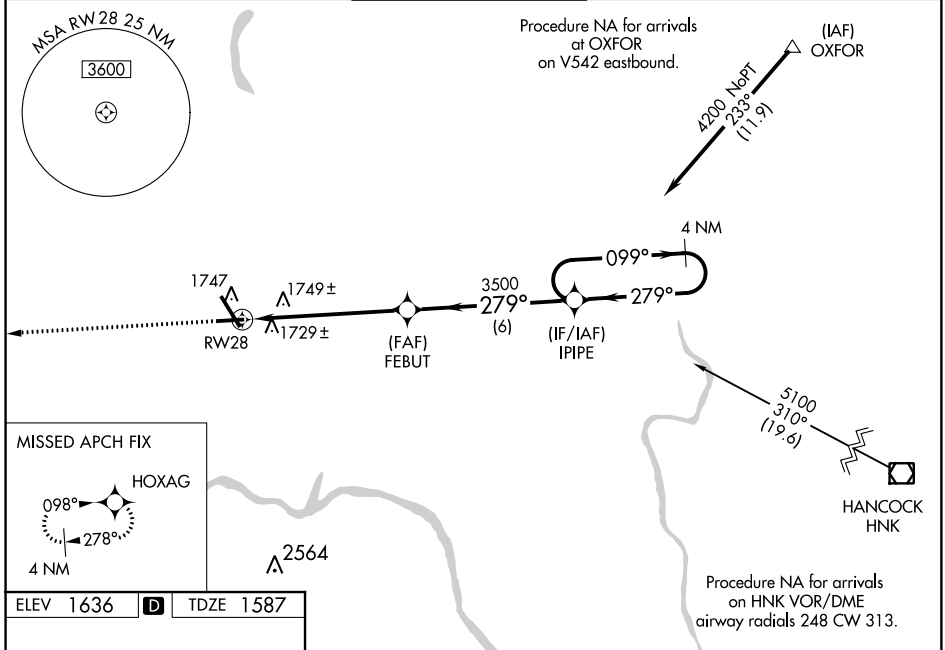 MSA RW 28 25 NM
3600
Procedure NA for arrivals
at OXFOR
on V542 eastbound.
(IAF)
OXFOR
4200 NoPT
233°
(11.9)
4 NM
099°
279°
3500
279°
(6)
1747
1749±
1729±
RW28
(FAF)
FEBUT
(IF/IAF)
IPIPE
5100
310°
(19.6)
HANCOCK
HNK
MISSED APCH FIX
HOXAG
098°
278°
4 NM
2564
Procedure NA for arrivals
on HNK VOR/DME
airway radials 248 CW 313.
ELEV 1636 D TDZE 1587